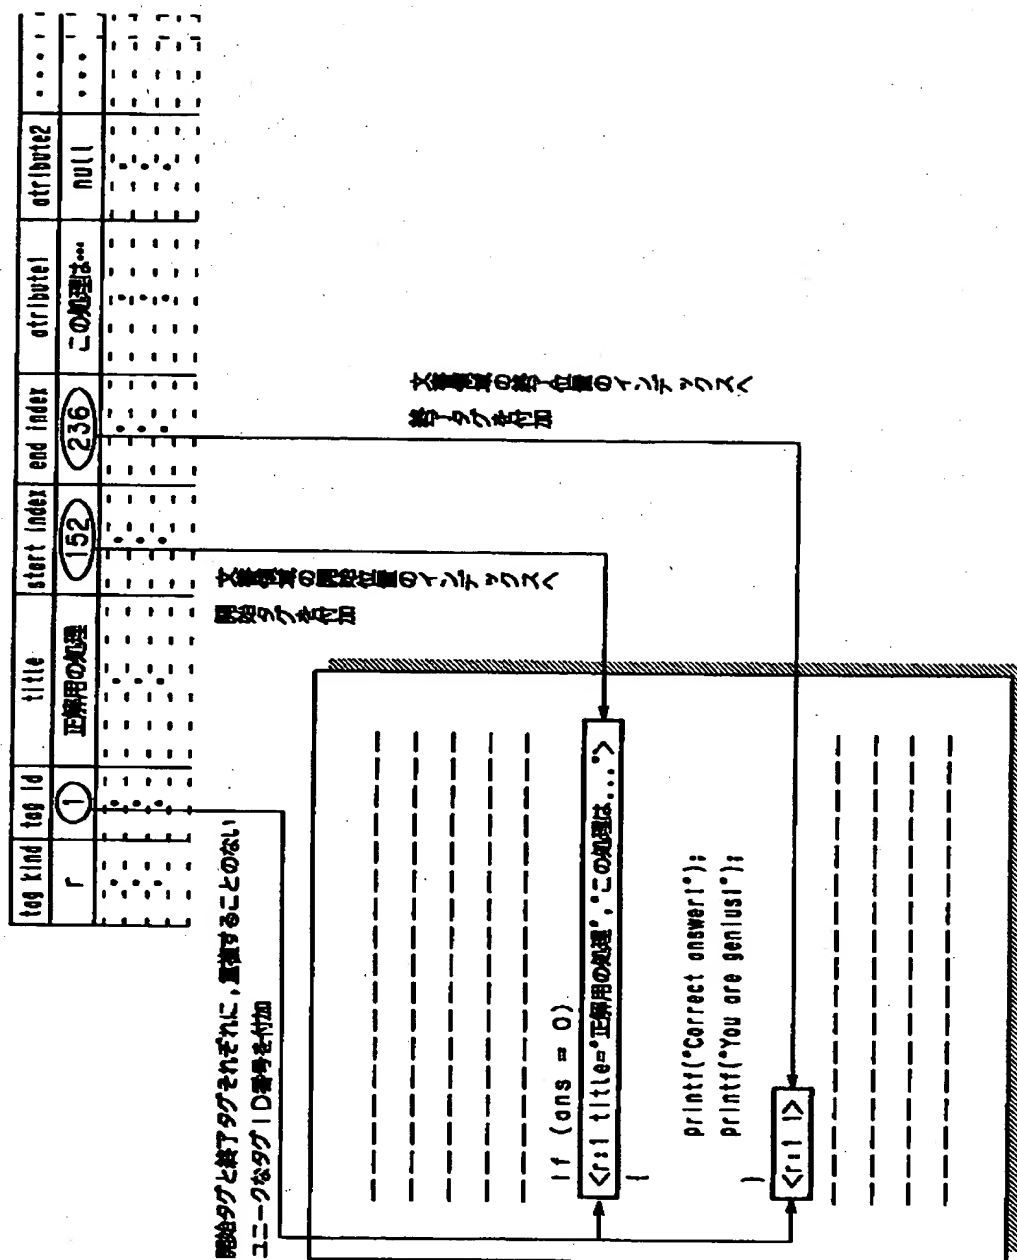 tag kind tag id title start index end index atribute1 atribute2 ・・・
r 1 正解用の処理 152 236 この処理は… null ・・・
開始タグと終了タグそれぞれに,重複することのない
ユニークなタグID番号を付加
文書領域の開始位置のインデックスへ
開始タグを付加
文書領域の終了位置のインデックスへ
終了タグを付加
if (ans = 0)
<r:1 title="正解用の処理","この処理は...">
{
printf("Correct answer!");
printf("You are genius!");
}
<r:1 1>